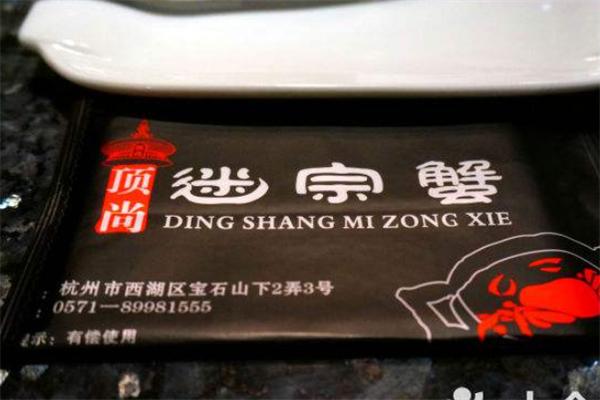 顶尚
迷宗蟹
DING SHANG MI ZONG XIE
：杭州市西湖区宝石山下2弄3号
：0571—89981555
示：有偿使用